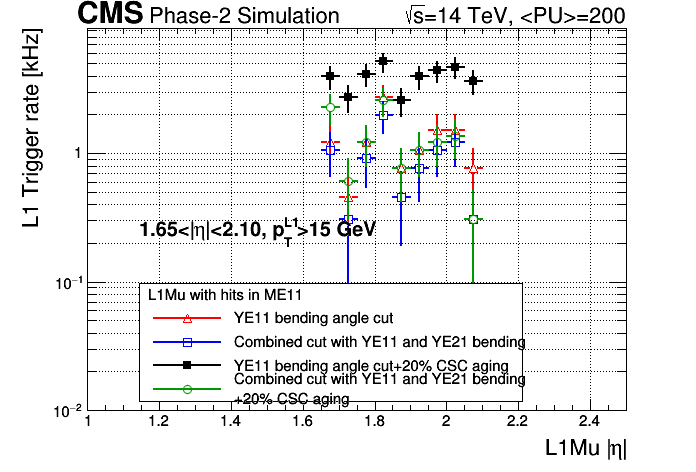 CMS Phase-2 Simulation √s=14 TeV, <PU>=200
L1 Trigger rate [kHz]
1
10⁻¹
10⁻²
1.65<|η|<2.10, p_T^L1>15 GeV
L1Mu with hits in ME11
YE11 bending angle cut
Combined cut with YE11 and YE21 bending
YE11 bending angle cut+20% CSC aging
Combined cut with YE11 and YE21 bending
+20% CSC aging
1 1.2 1.4 1.6 1.8 2 2.2 2.4
L1Mu |η|